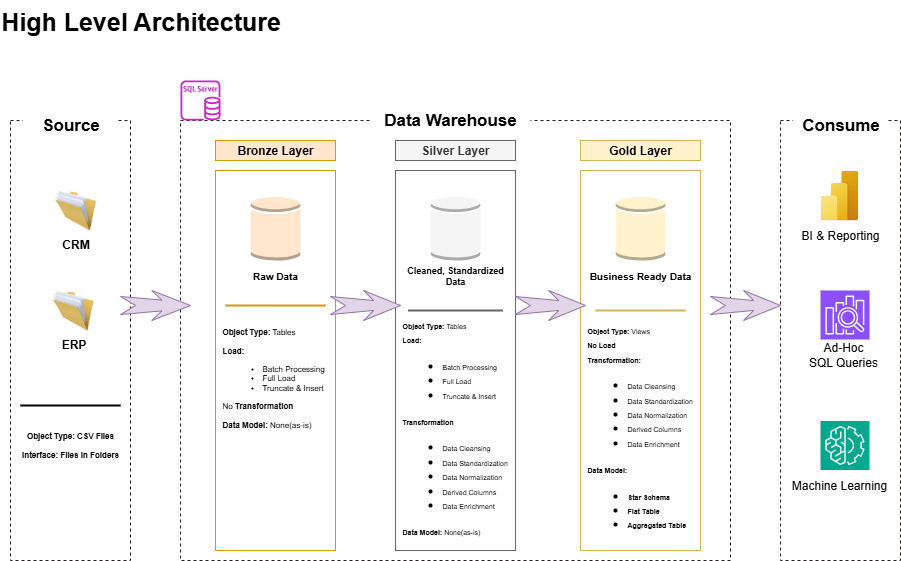 High Level Architecture
SQL Server
Source
CRM
ERP
Object Type: CSV Files
Interface: Files in Folders
Data Warehouse
Bronze Layer
Raw Data
Object Type: Tables
Load:
Batch Processing
Full Load
Truncate & Insert
No Transformation
Data Model: None(as-is)
Silver Layer
Cleaned, Standardized
Data
Object Type: Tables
Load:
Batch Processing
Full Load
Truncate & Insert
Transformation
Data Cleansing
Data Standardization
Data Normalization
Derived Columns
Data Enrichment
Data Model: None(as-is)
Gold Layer
Business Ready Data
Object Type: Views
No Load
Transformation:
Data Cleansing
Data Standardization
Data Normalization
Derived Columns
Data Enrichment
Data Model:
Star Schema
Flat Table
Aggregated Table
Consume
BI & Reporting
Ad-Hoc
SQL Queries
Machine Learning